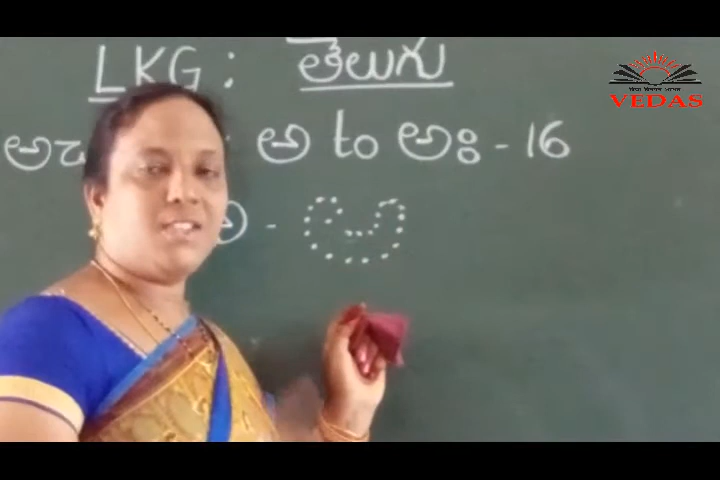 LKG : తెలుగు
: అ to అః - 16
అ -
VEDAS